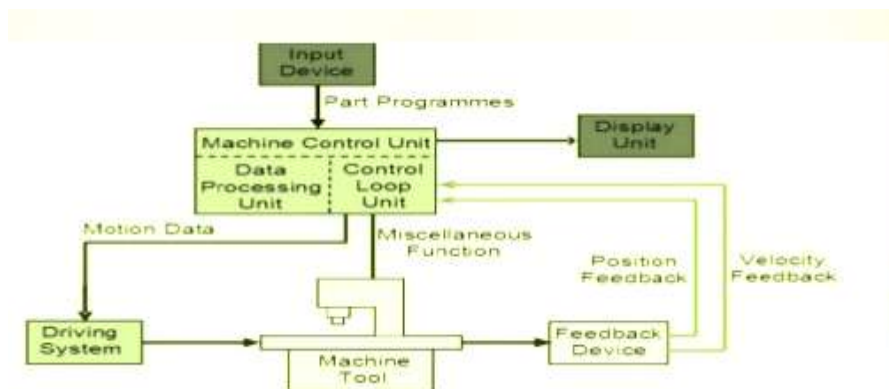 Input
Device
Part Programmes
Machine Control Unit
Display
Unit
Data
Processing
Unit
Control
Loop
Unit
Motion Data
Miscellaneous
Function
Position
Feedback
Velocity
Feedback
Driving
System
Machine
Tool
Feedback
Device